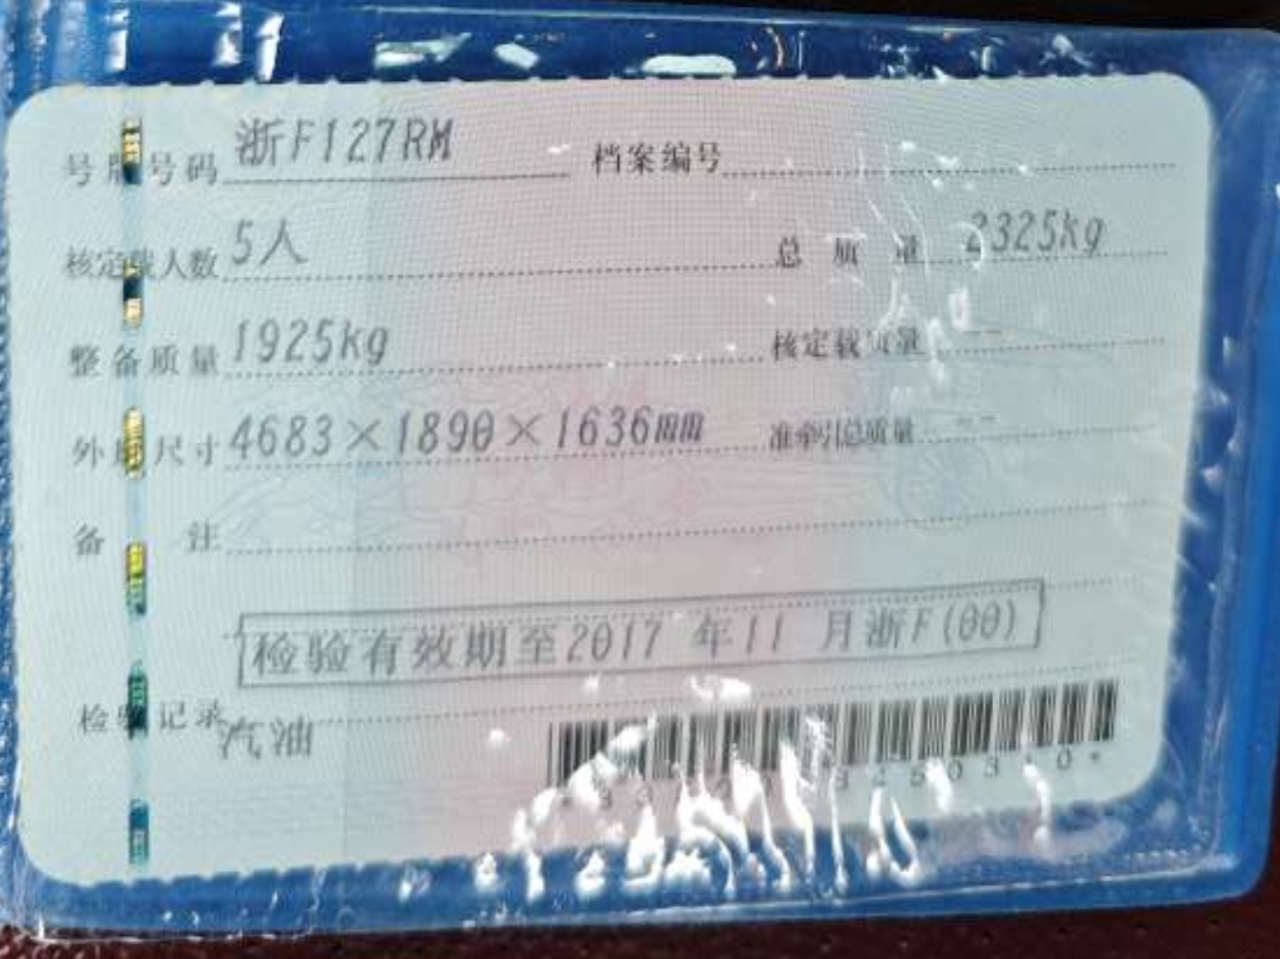 号牌号码 浙F127RM 档案编号
核定载人数 5人 总质量 2325kg
整备质量 1925kg 核定载质量 --
外廓尺寸 4683×1890×1636mm 准牵引总质量 --
备注
检验有效期至2017年11月浙F(00)
检验记录
汽油